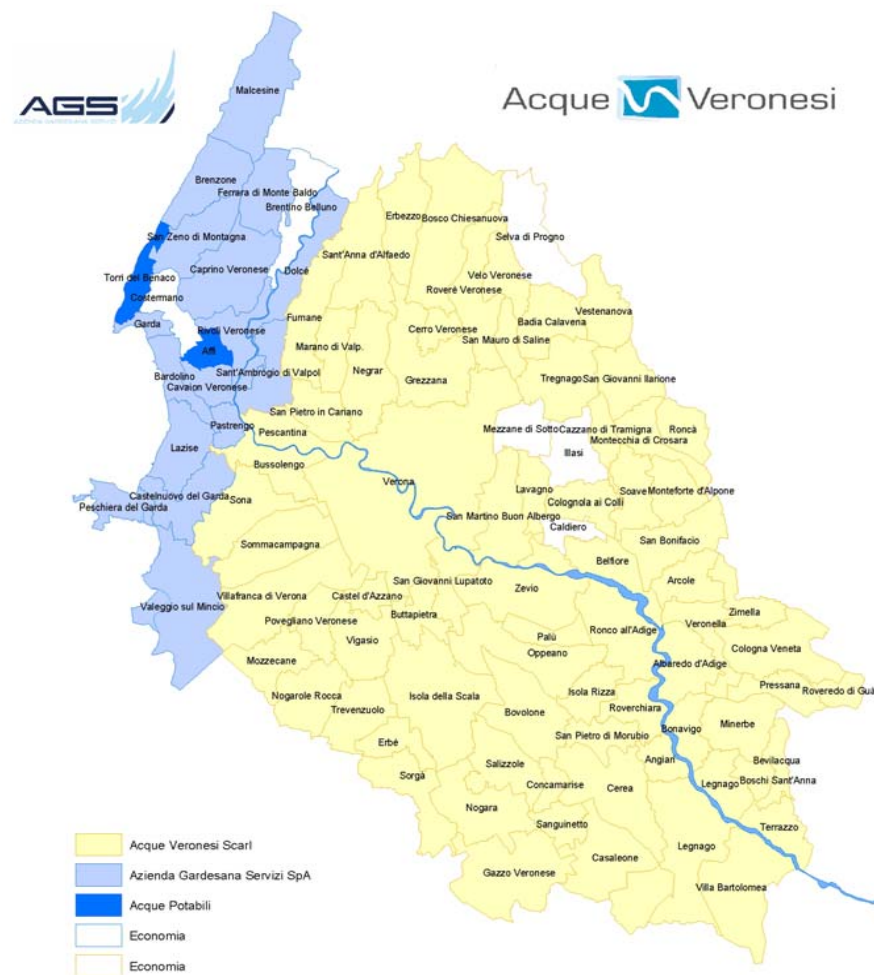 AGS
AZIENDA GARDESANA SERVIZI
Acque Veronesi
Malcesine
Brenzone
Ferrara di Monte Baldo
Brentino Belluno
San Zeno di Montagna
Caprino Veronese
Dolcé
Torri del Benaco
Costermano
Garda
Rivoli Veronese
Affi
Bardolino
Cavaion Veronese
Sant'Ambrogio di Valpol
Fumane
Pastrengo
Lazise
Castelnuovo del Garda
Peschiera del Garda
Valeggio sul Mincio
Erbezzo
Bosco Chiesanuova
Selva di Progno
Sant'Anna d'Alfaedo
Velo Veronese
Roverè Veronese
Vestenanova
Badia Calavena
Cerro Veronese
San Mauro di Saline
Marano di Valp.
Negrar
Grezzana
Tregnago
San Giovanni Ilarione
San Pietro in Cariano
Pescantina
Mezzane di Sotto
Cazzano di Tramigna
Roncà
Montecchia di Crosara
Illasi
Bussolengo
Verona
Lavagno
Soave
Monteforte d'Alpone
Sona
Colognola ai Colli
San Martino Buon Albergo
Caldiero
San Bonifacio
Sommacampagna
Belfiore
San Giovanni Lupatoto
Zevio
Arcole
Villafranca di Verona
Castel d'Azzano
Buttapietra
Povegliano Veronese
Vigasio
Zimella
Veronella
Ronco all'Adige
Palù
Oppeano
Cologna Veneta
Albaredo d'Adige
Mozzecane
Pressana
Roveredo di Guà
Nogarole Rocca
Isola della Scala
Isola Rizza
Trevenzuolo
Roverchiara
Bovolone
Minerbe
Bonavigo
San Pietro di Morubio
Erbè
Angian
Bevilacqua
Salizzole
Sorgà
Legnago
Boschi Sant'Anna
Concamarise
Cerea
Nogara
Terrazzo
Sanguinetto
Legnago
Casaleone
Gazzo Veronese
Villa Bartolomea
Acque Veronesi Scarl
Azienda Gardesana Servizi SpA
Acque Potabili
Economia
Economia